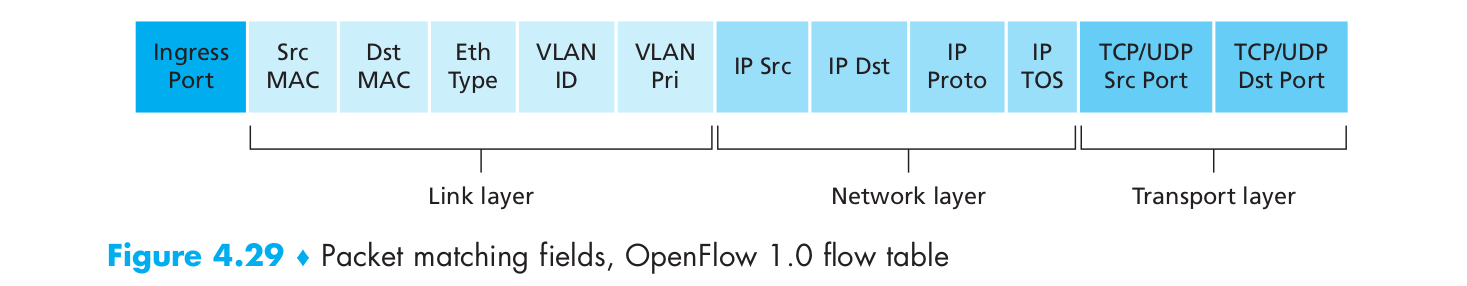 Ingress Port
Src MAC
Dst MAC
Eth Type
VLAN ID
VLAN Pri
IP Src
IP Dst
IP Proto
IP TOS
TCP/UDP Src Port
TCP/UDP Dst Port
Link layer
Network layer
Transport layer
Figure 4.29 ♦ Packet matching fields, OpenFlow 1.0 flow table